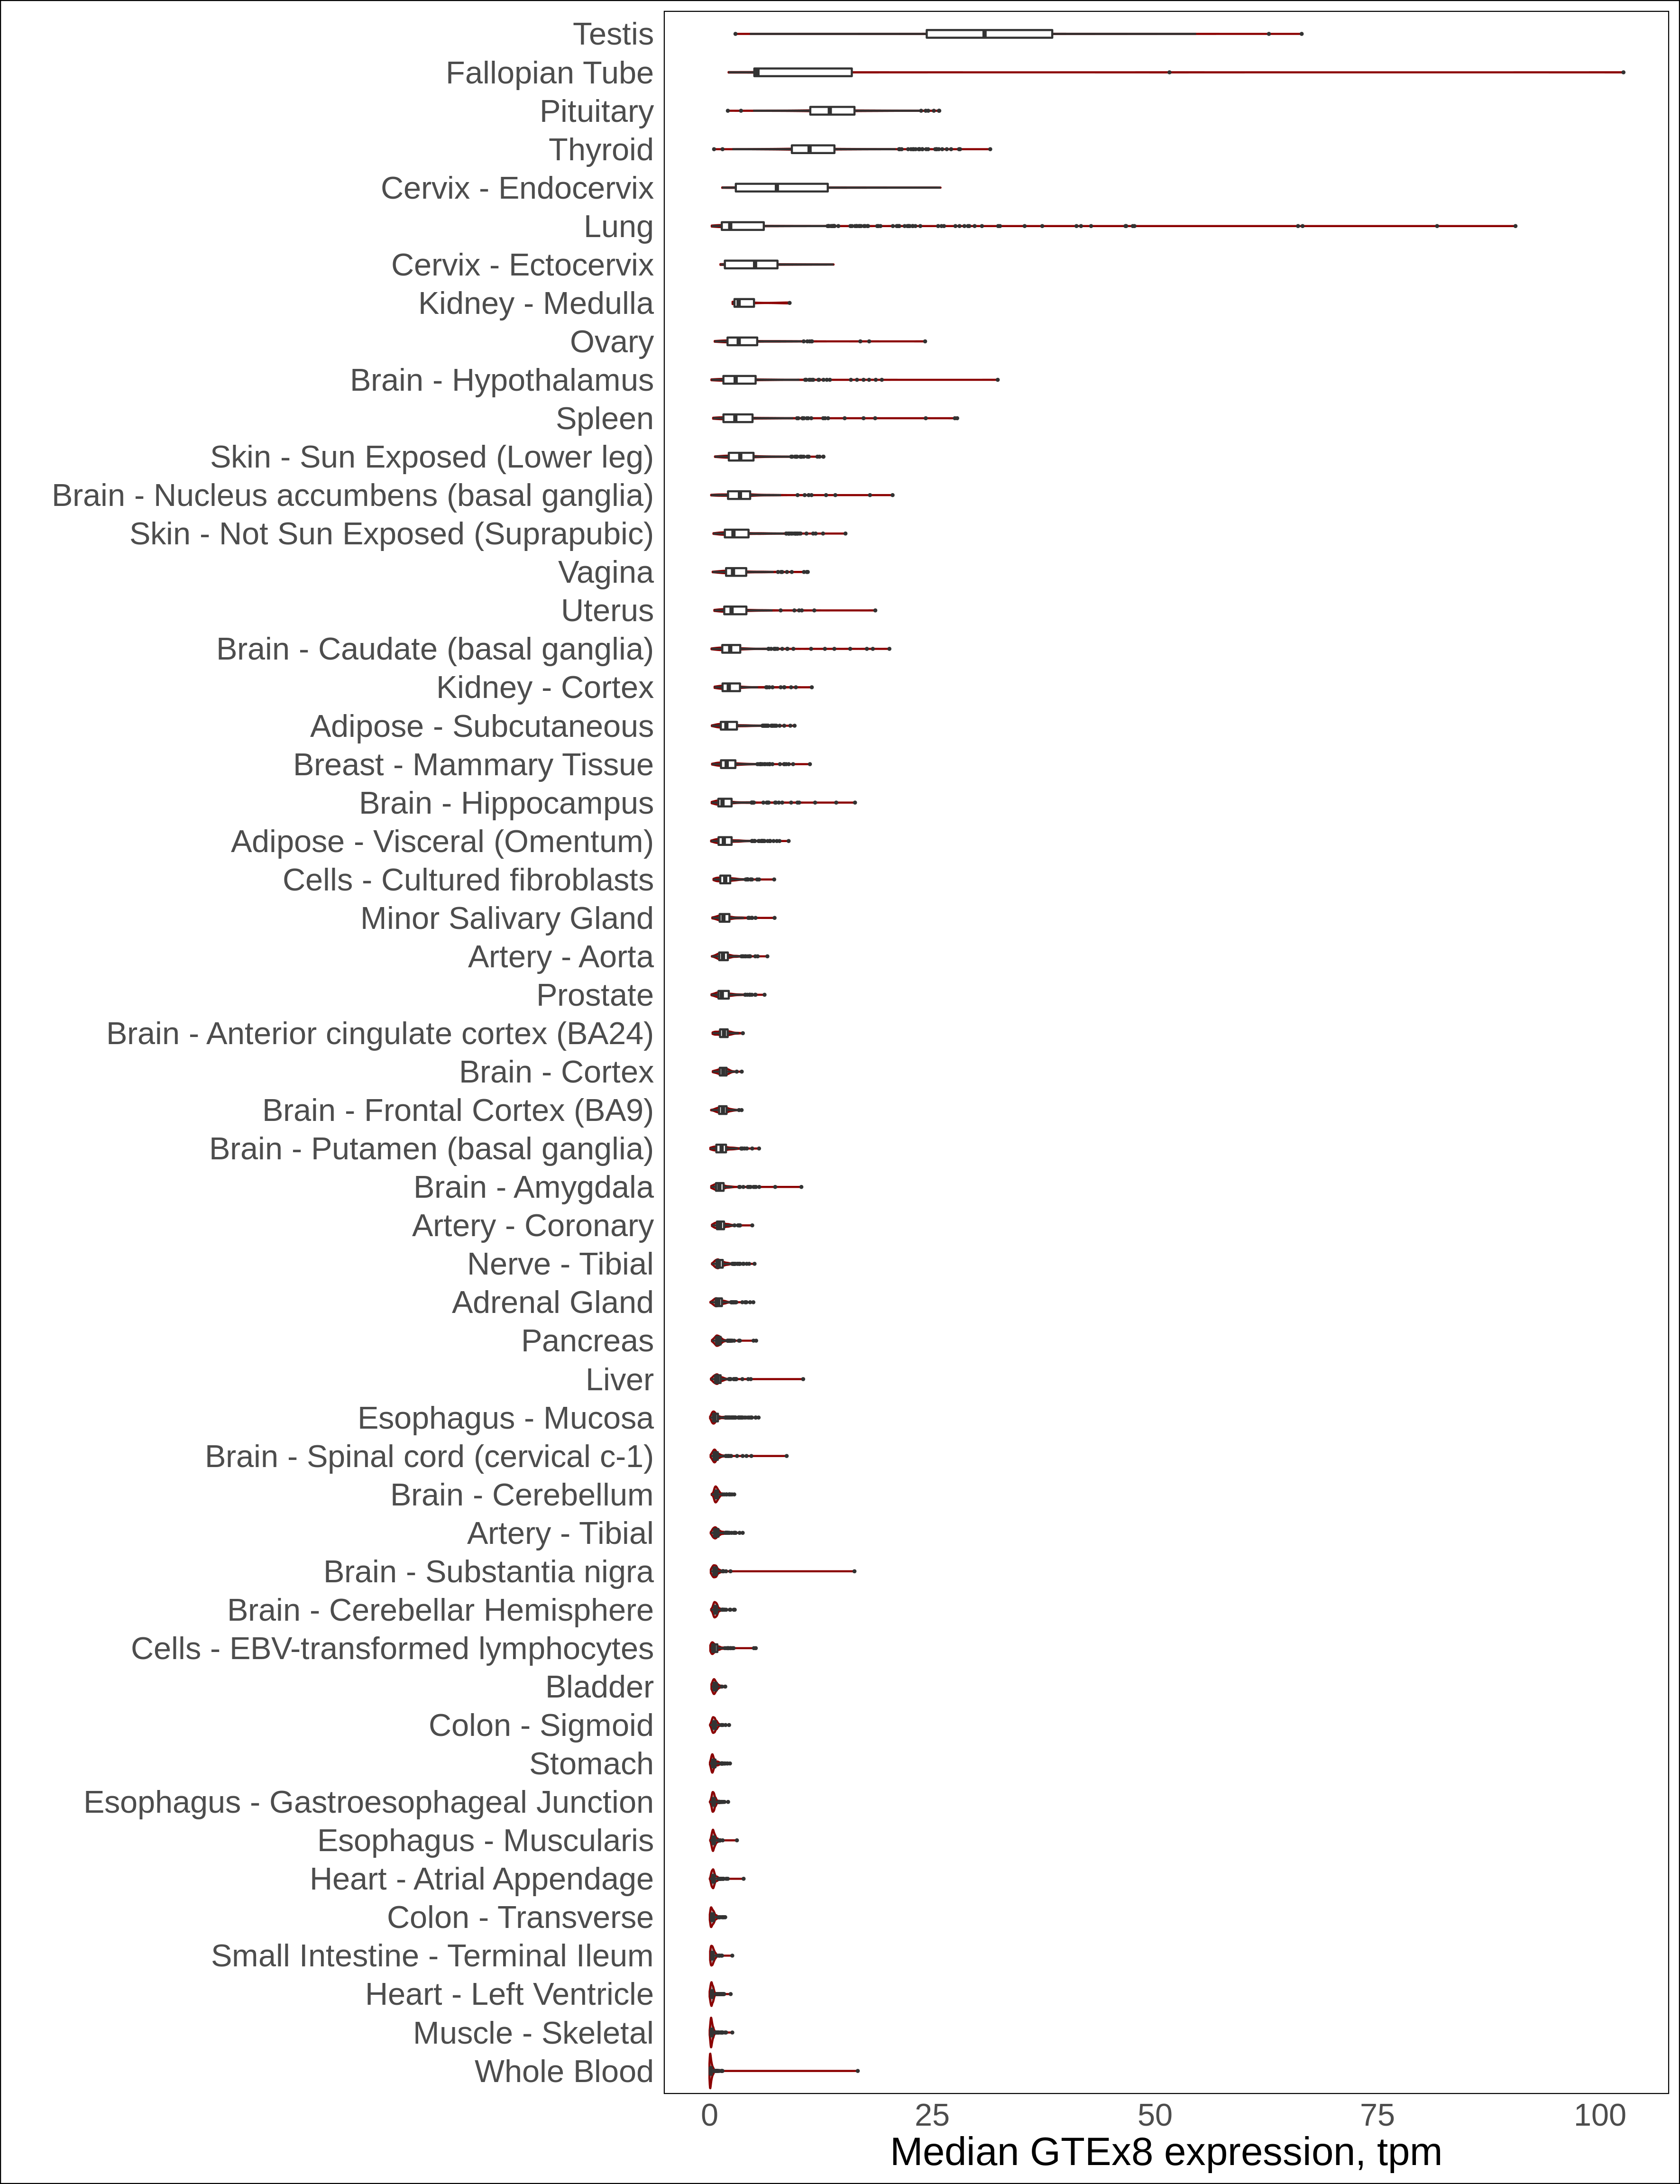 Testis
Fallopian Tube
Pituitary
Thyroid
Cervix - Endocervix
Lung
Cervix - Ectocervix
Kidney - Medulla
Ovary
Brain - Hypothalamus
Spleen
Skin - Sun Exposed (Lower leg)
Brain - Nucleus accumbens (basal ganglia)
Skin - Not Sun Exposed (Suprapubic)
Vagina
Uterus
Brain - Caudate (basal ganglia)
Kidney - Cortex
Adipose - Subcutaneous
Breast - Mammary Tissue
Brain - Hippocampus
Adipose - Visceral (Omentum)
Cells - Cultured fibroblasts
Minor Salivary Gland
Artery - Aorta
Prostate
Brain - Anterior cingulate cortex (BA24)
Brain - Cortex
Brain - Frontal Cortex (BA9)
Brain - Putamen (basal ganglia)
Brain - Amygdala
Artery - Coronary
Nerve - Tibial
Adrenal Gland
Pancreas
Liver
Esophagus - Mucosa
Brain - Spinal cord (cervical c-1)
Brain - Cerebellum
Artery - Tibial
Brain - Substantia nigra
Brain - Cerebellar Hemisphere
Cells - EBV-transformed lymphocytes
Bladder
Colon - Sigmoid
Stomach
Esophagus - Gastroesophageal Junction
Esophagus - Muscularis
Heart - Atrial Appendage
Colon - Transverse
Small Intestine - Terminal Ileum
Heart - Left Ventricle
Muscle - Skeletal
Whole Blood
0 25 50 75 100
Median GTEx8 expression, tpm